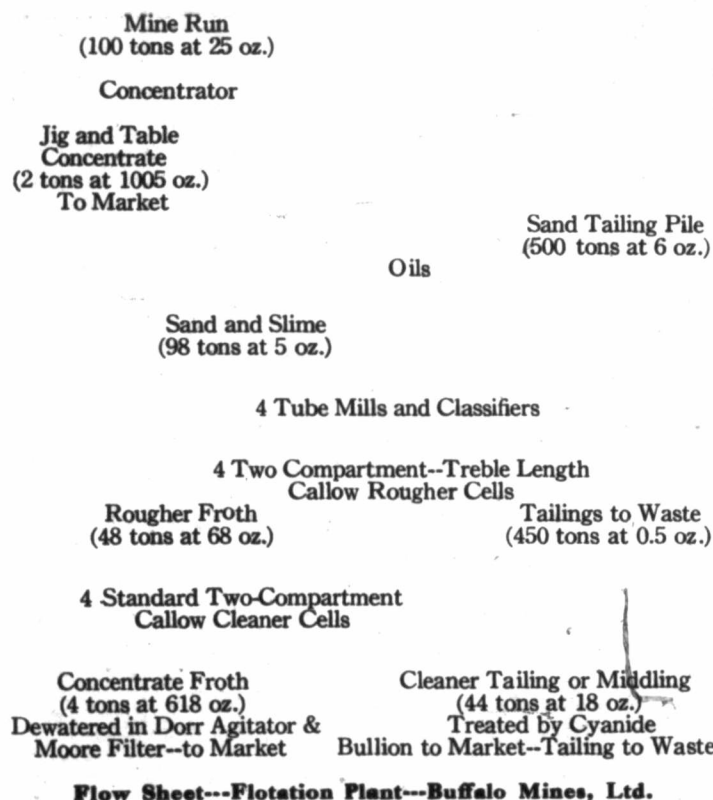 Mine Run
(100 tons at 25 oz.)
Concentrator
Jig and Table
Concentrate
(2 tons at 1005 oz.)
To Market
Sand Tailing Pile
(500 tons at 6 oz.)
Oils
Sand and Slime
(98 tons at 5 oz.)
4 Tube Mills and Classifiers
4 Two Compartment--Treble Length
Callow Rougher Cells
Rougher Froth
(48 tons at 68 oz.)
Tailings to Waste
(450 tons at 0.5 oz.)
4 Standard Two-Compartment
Callow Cleaner Cells
Concentrate Froth
(4 tons at 618 oz.)
Dewatered in Dorr Agitator &
Moore Filter--to Market
Cleaner Tailing or Middling
(44 tons at 18 oz.)
Treated by Cyanide
Bullion to Market--Tailing to Waste
Flow Sheet---Flotation Plant---Buffalo Mines, Ltd.